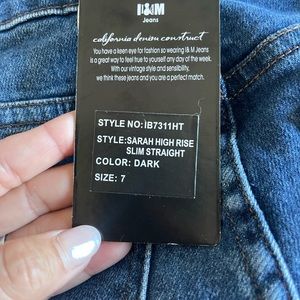 I&M
Jeans
california denim construct
You have a keen eye for fashion so wearing I& M Jeans
is a great way to feel true to yourself any day of the week.
With our vintage style and sensibility,
we think these jeans and you are a perfect match.
STYLE NO:IB7311HT
STYLE:SARAH HIGH RISE
SLIM STRAIGHT
COLOR: DARK
SIZE: 7